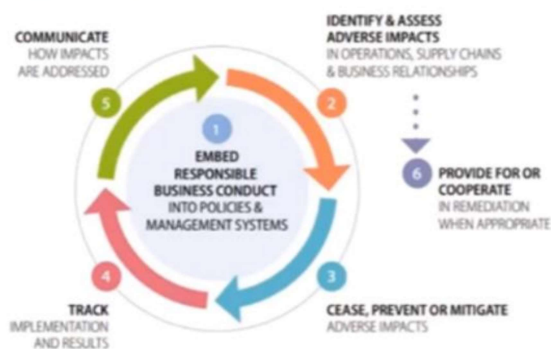 COMMUNICATE
HOW IMPACTS
ARE ADDRESSED
5
IDENTIFY & ASSESS
ADVERSE IMPACTS
IN OPERATIONS, SUPPLY CHAINS
& BUSINESS RELATIONSHIPS
2
1
EMBED
RESPONSIBLE
BUSINESS CONDUCT
INTO POLICIES &
MANAGEMENT SYSTEMS
6
PROVIDE FOR OR
COOPERATE
IN REMEDIATION
WHEN APPROPRIATE
4
TRACK
IMPLEMENTATION
AND RESULTS
3
CEASE, PREVENT OR MITIGATE
ADVERSE IMPACTS